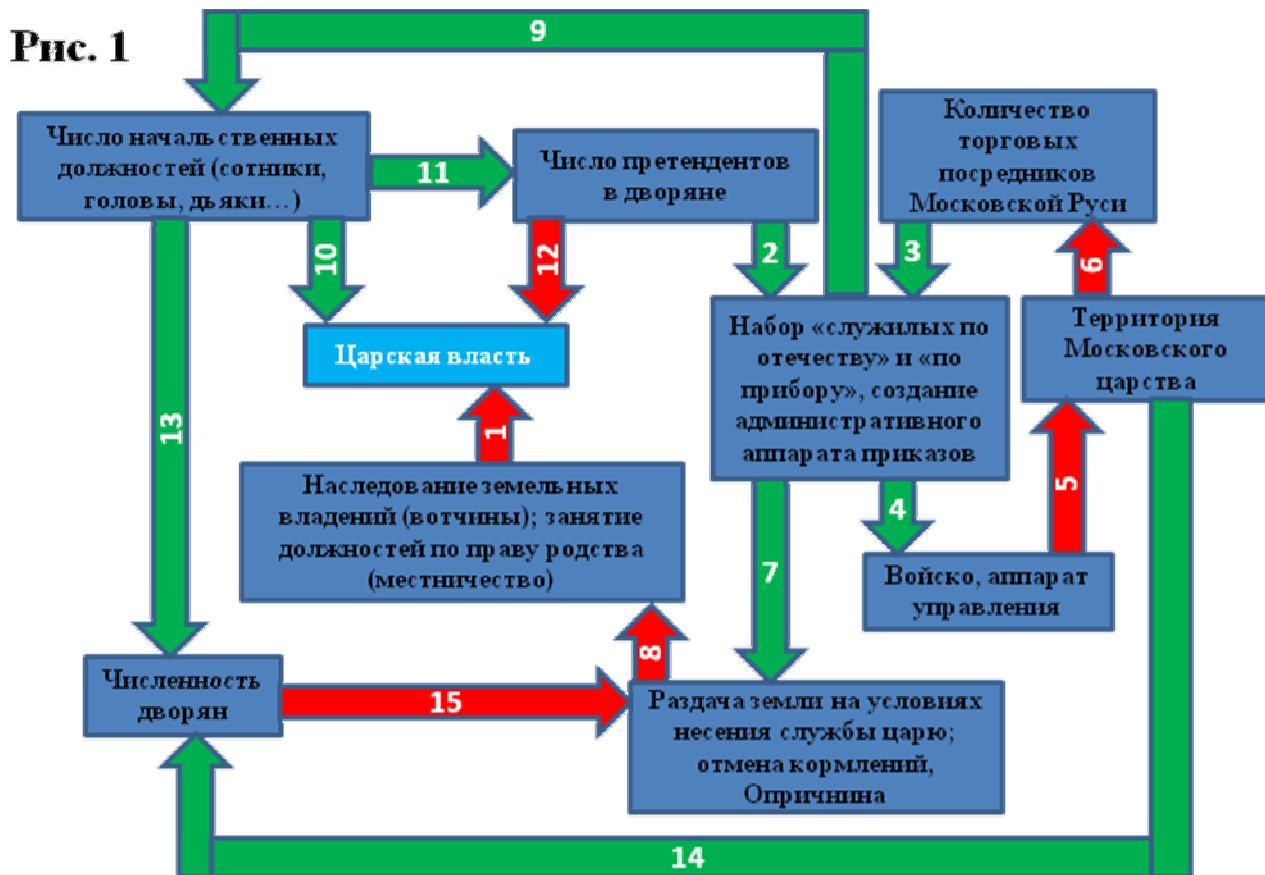 Рис. 1
9
Число начальственных
должностей (сотники,
головы, дьяки…)
11
Число претендентов
в дворяне
Количество
торговых
посредников
Московской Руси
10
12
2
3
6
Царская власть
Набор «служилых по
отечеству» и «по
прибору», создание
административного
аппарата приказов
Территория
Московского
царства
13
1
5
Наследование земельных
владений (вотчины); занятие
должностей по праву родства
(местничество)
4
7
Войско, аппарат
управления
8
Численность
дворян
15
Раздача земли на условиях
несения службы царю;
отмена кормлений,
Опричнина
14